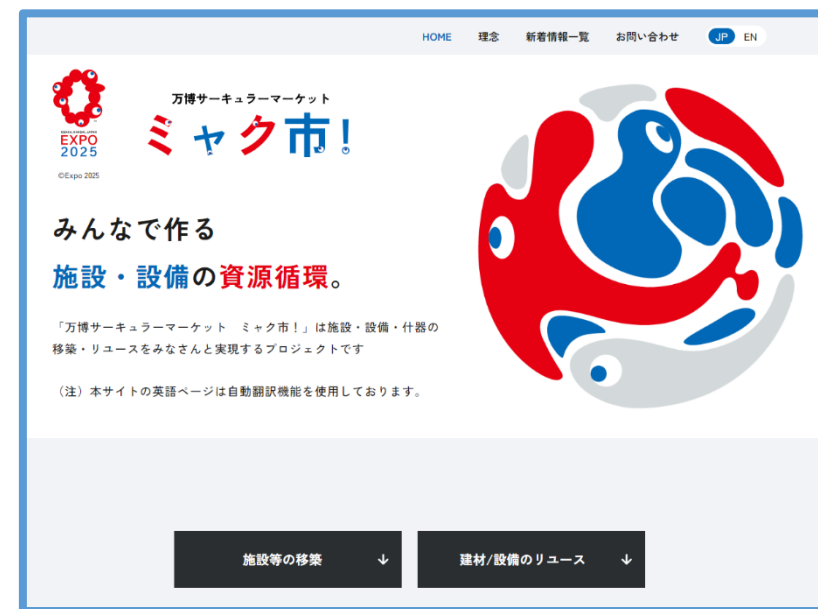 HOME 理念 新着情報一覧 お問い合わせ JP EN
万博サーキュラーマーケット
ミャク市！
EXPO
2025
©Expo 2025
みんなで作る
施設・設備の資源循環。
「万博サーキュラーマーケット　ミャク市！」は施設・設備・什器の
移築・リユースをみなさんと実現するプロジェクトです
（注）本サイトの英語ページは自動翻訳機能を使用しております。
施設等の移築 ↓ 建材/設備のリユース ↓